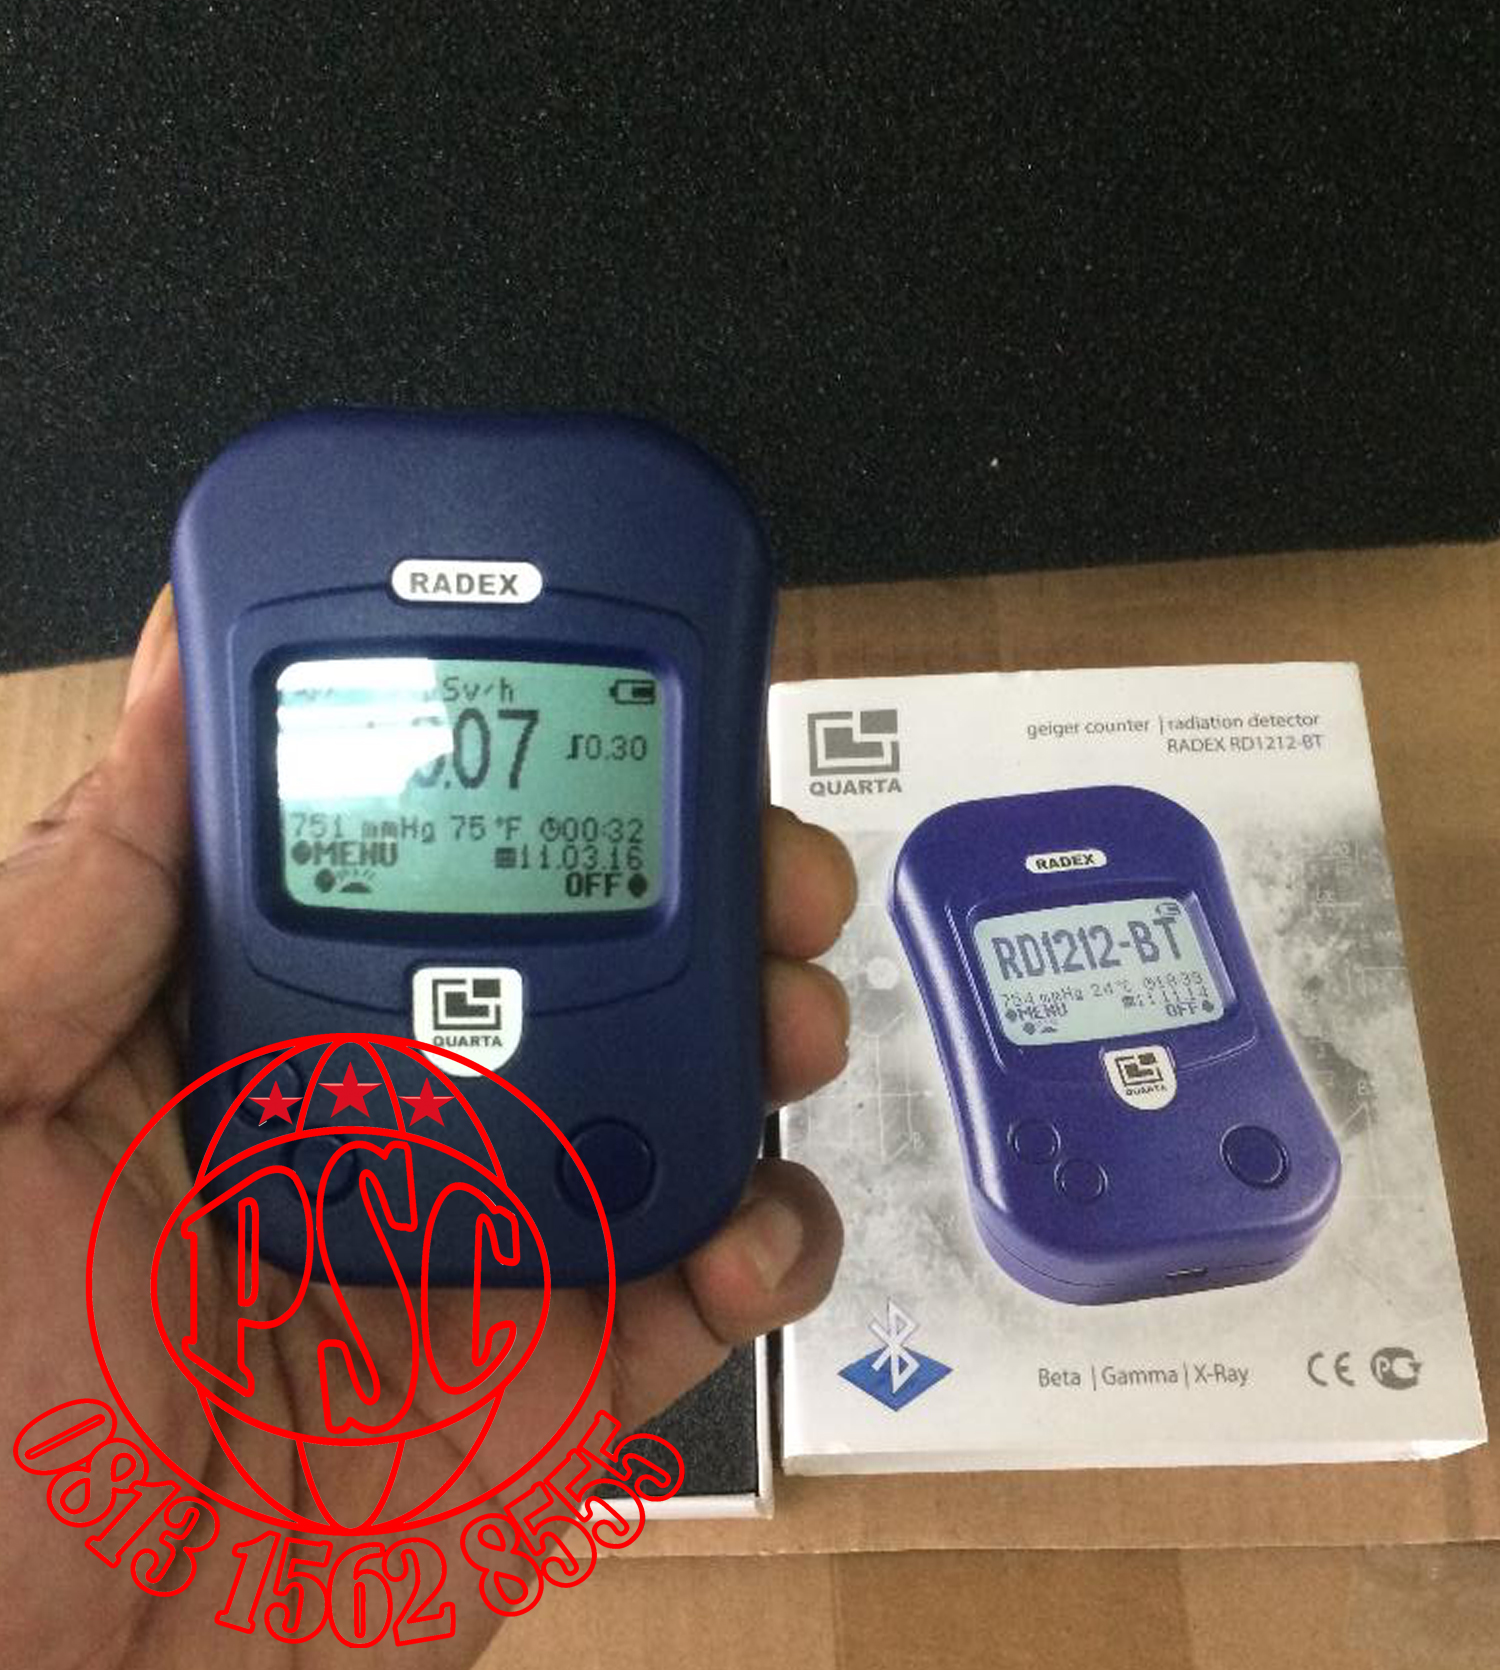 RADEX
µSv/h
0.07
0.30
751 mmHg 75 °F 00:32
MENU
11.03.16
OFF
QUARTA
PSC
0813 1562 8555
QUARTA
geiger counter | radiation detector
RADEX RD1212-BT
RADEX
RD1212-BT
754 mmHg 24 °C
MENU
OFF
QUARTA
Beta | Gamma | X-Ray
CE